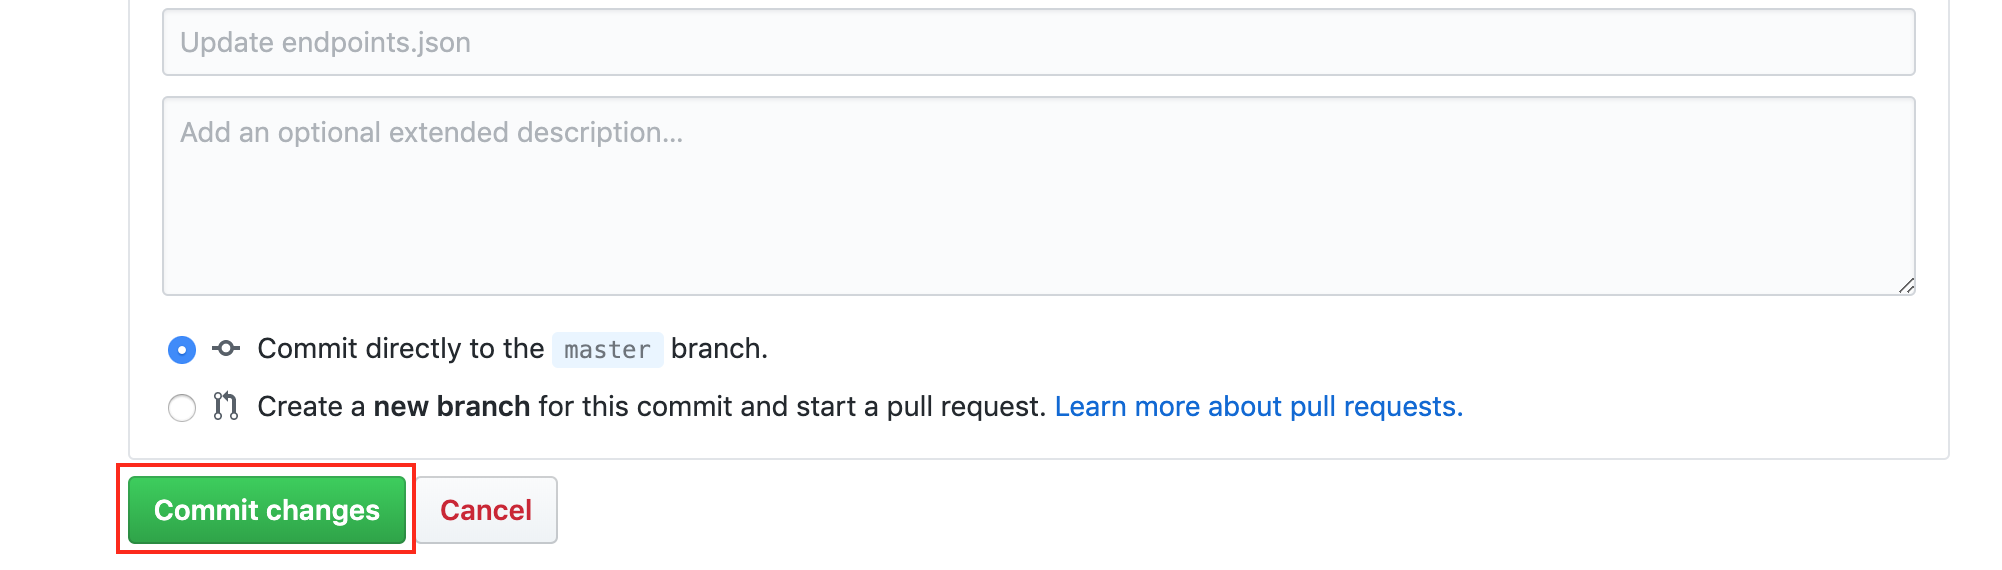 Update endpoints.json
Add an optional extended description...
Commit directly to the master branch.
Create a new branch for this commit and start a pull request. Learn more about pull requests.
Commit changes Cancel